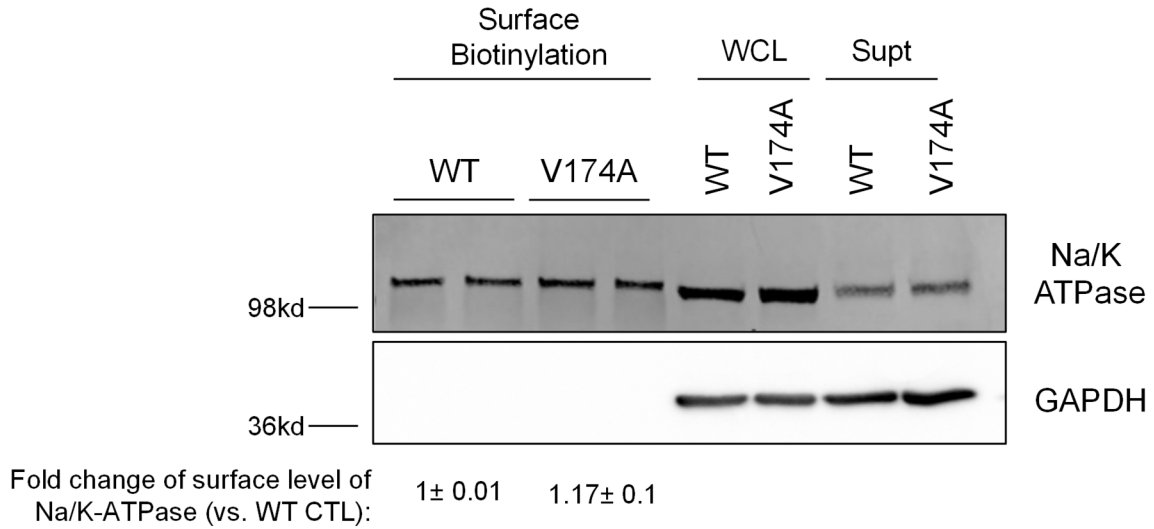 Surface
Biotinylation
WCL
Supt
WT
V174A
WT
V174A
WT
V174A
Na/K
ATPase
98kd
GAPDH
36kd
Fold change of surface level of
Na/K-ATPase (vs. WT CTL):
1± 0.01
1.17± 0.1